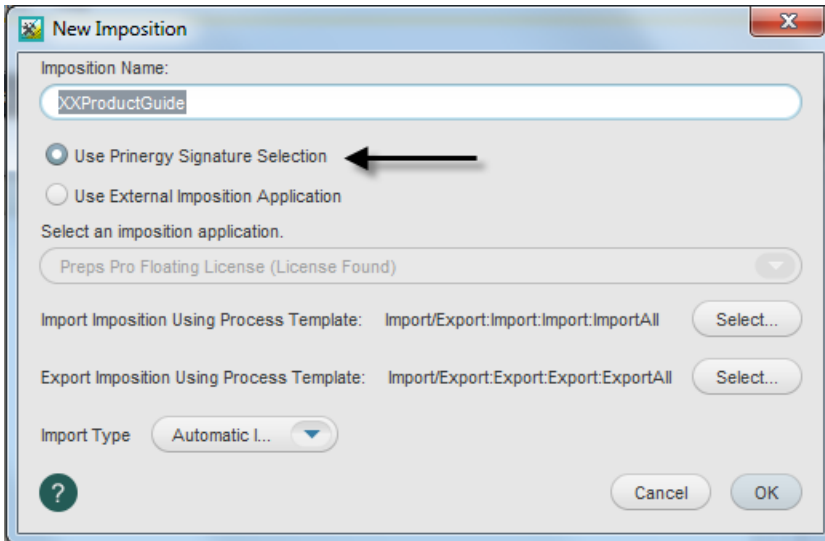 New Imposition
Imposition Name:
XXProductGuide
Use Prinergy Signature Selection
Use External Imposition Application
Select an imposition application.
Preps Pro Floating License (License Found)
Import Imposition Using Process Template: Import/Export:Import:Import:ImportAll Select...
Export Imposition Using Process Template: Import/Export:Export:Export:ExportAll Select...
Import Type Automatic I...
? Cancel OK